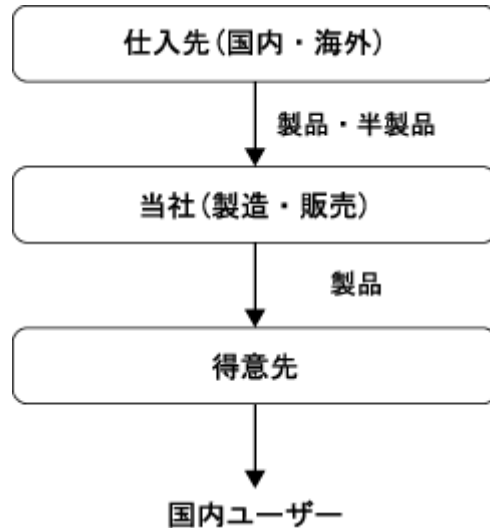 仕入先(国内・海外)
製品・半製品
当社(製造・販売)
製品
得意先
国内ユーザー